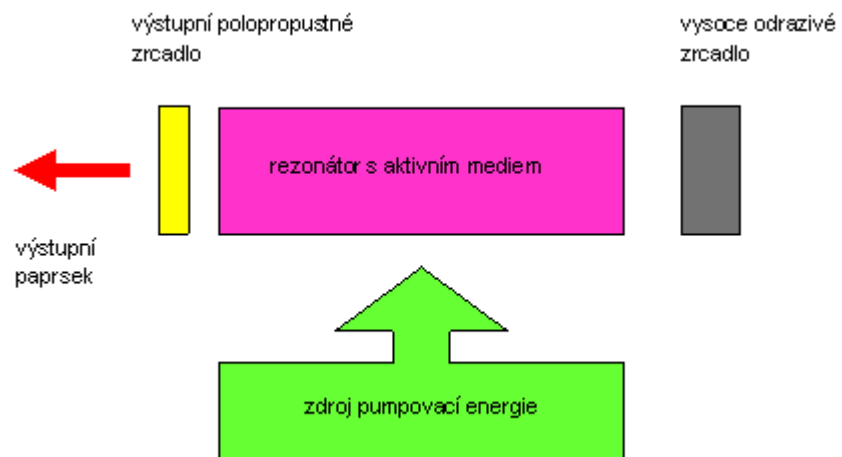 výstupní polopropustné
zrcadlo
vysoce odrazivé
zrcadlo
rezonátor s aktivním mediem
výstupní
paprsek
zdroj pumpovací energie